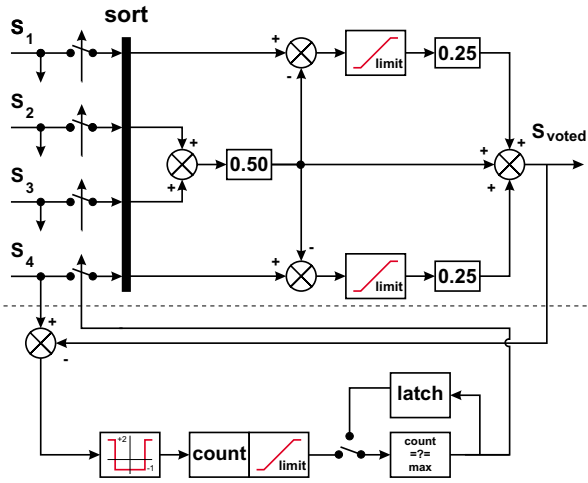 sort
S1
+
-
limit
0.25
S2
+
+
0.50
S3
+
+
+
Svoted
S4
+
-
limit
0.25
+
-
latch
+2
-1
count
limit
count
=?=
max